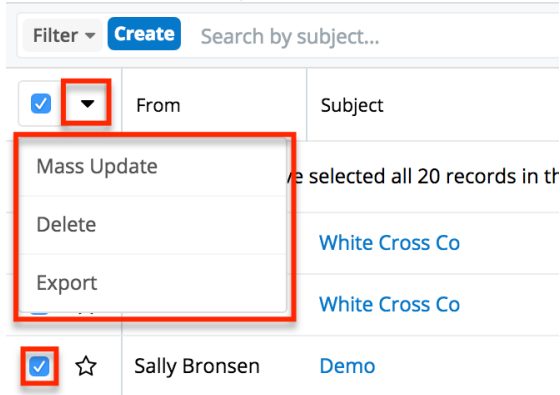 Filter Create Search by subject...
From Subject
Mass Update
selected all 20 records in
Delete
White Cross Co
Export
White Cross Co
Sally Bronsen Demo